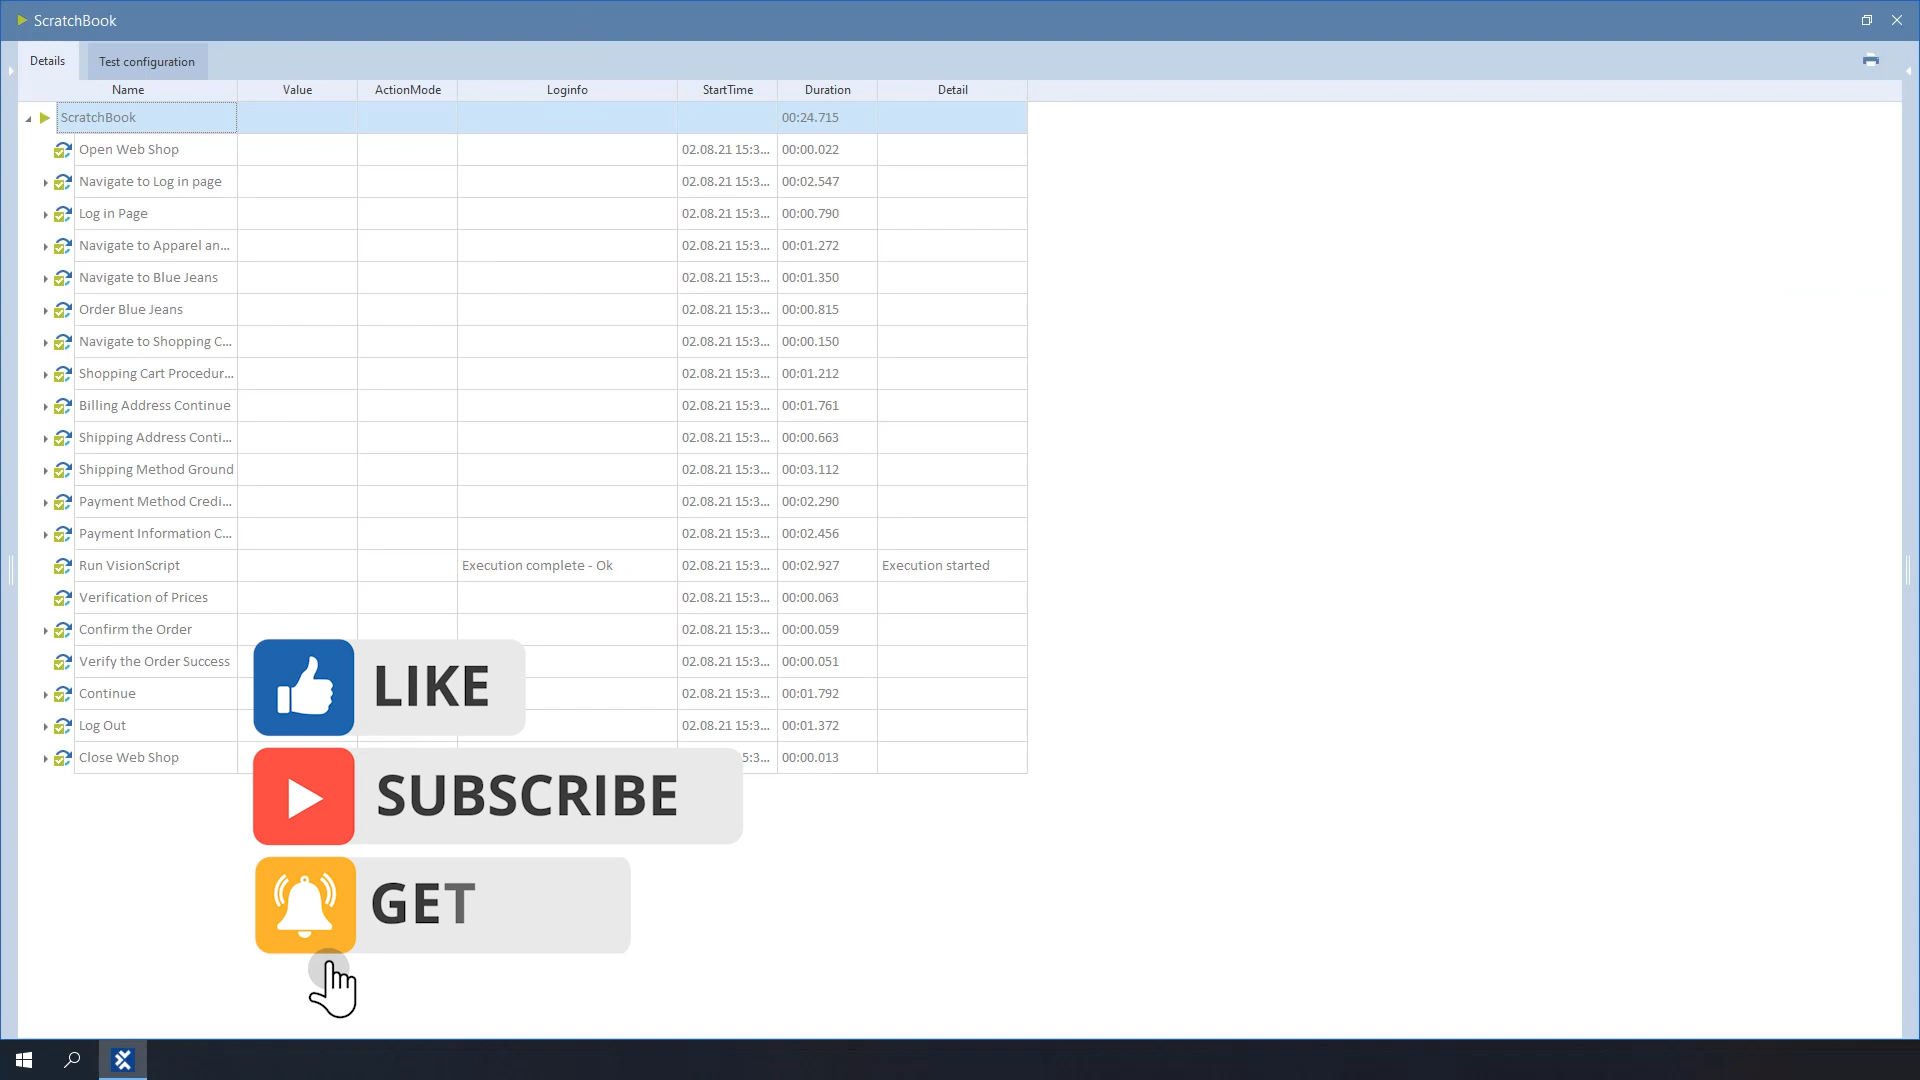 ScratchBook
Details Test configuration
Name Value ActionMode Loginfo StartTime Duration Detail
ScratchBook 00:24.715
Open Web Shop 02.08.21 15:3... 00:00.022
Navigate to Log in page 02.08.21 15:3... 00:02.547
Log in Page 02.08.21 15:3... 00:00.790
Navigate to Apparel an... 02.08.21 15:3... 00:01.272
Navigate to Blue Jeans 02.08.21 15:3... 00:01.350
Order Blue Jeans 02.08.21 15:3... 00:00.815
Navigate to Shopping C... 02.08.21 15:3... 00:00.150
Shopping Cart Procedur... 02.08.21 15:3... 00:01.212
Billing Address Continue 02.08.21 15:3... 00:01.761
Shipping Address Conti... 02.08.21 15:3... 00:00.663
Shipping Method Ground 02.08.21 15:3... 00:03.112
Payment Method Credi... 02.08.21 15:3... 00:02.290
Payment Information C... 02.08.21 15:3... 00:02.456
Run VisionScript Execution complete - Ok 02.08.21 15:3... 00:02.927 Execution started
Verification of Prices 02.08.21 15:3... 00:00.063
Confirm the Order 02.08.21 15:3... 00:00.059
Verify the Order Success 02.08.21 15:3... 00:00.051
Continue 02.08.21 15:3... 00:01.792
Log Out 02.08.21 15:3... 00:01.372
Close Web Shop 5:3... 00:00.013
LIKE
SUBSCRIBE
GET